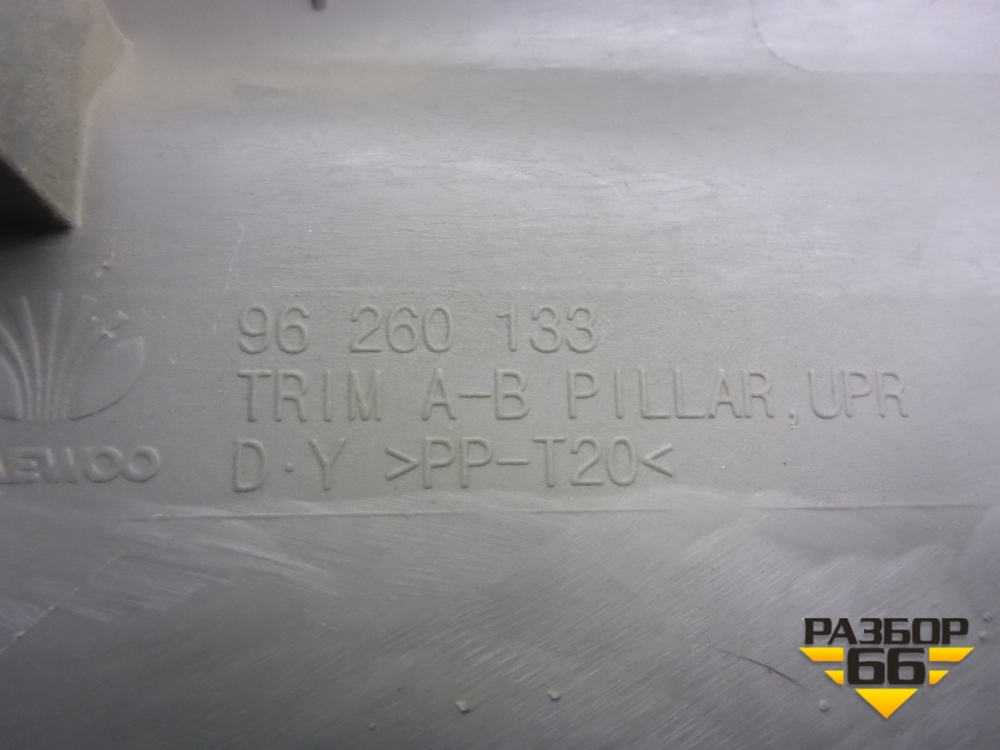 96 260 133
TRIM A-B PILLAR, UPR
D·Y >PP-T20<
РАЗБОР
66